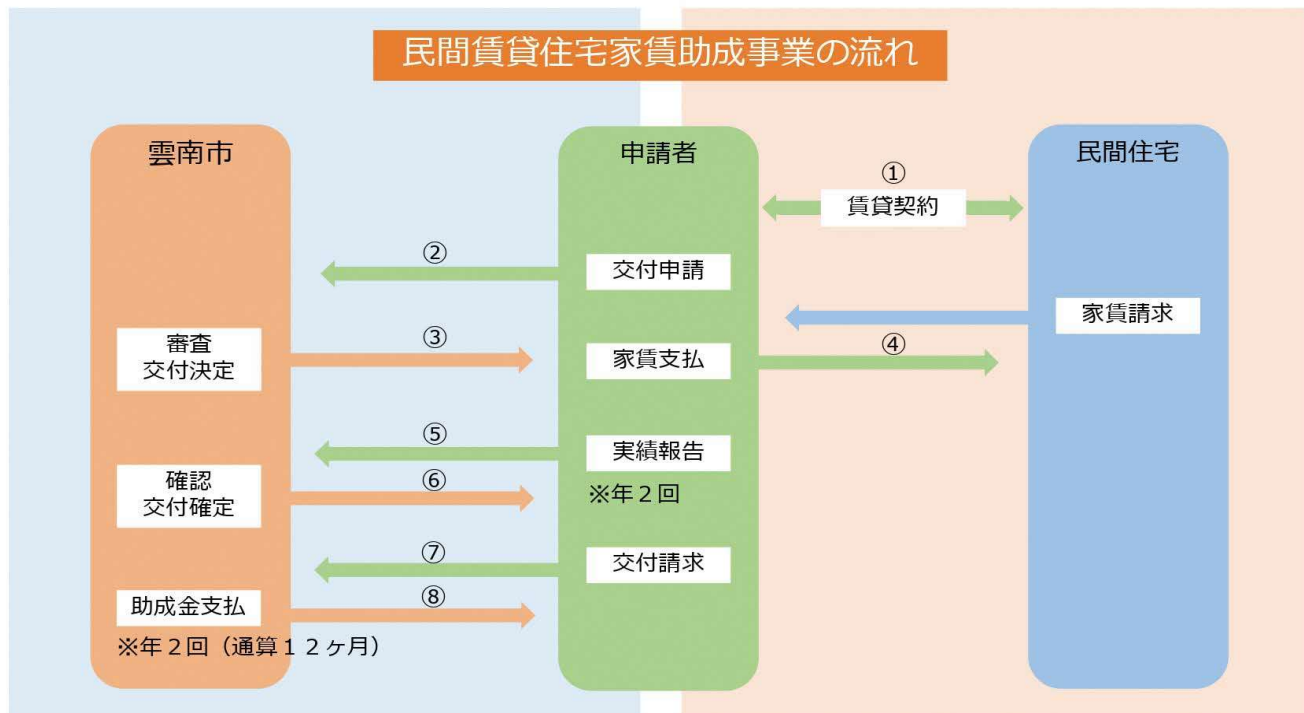 民間賃貸住宅家賃助成事業の流れ
雲南市
申請者
民間住宅
①
賃貸契約
②
交付申請
家賃請求
審査
交付決定
③
家賃支払
④
⑤
実績報告
※年２回
確認
交付確定
⑥
⑦
交付請求
助成金支払
⑧
※年２回（通算１２ヶ月）